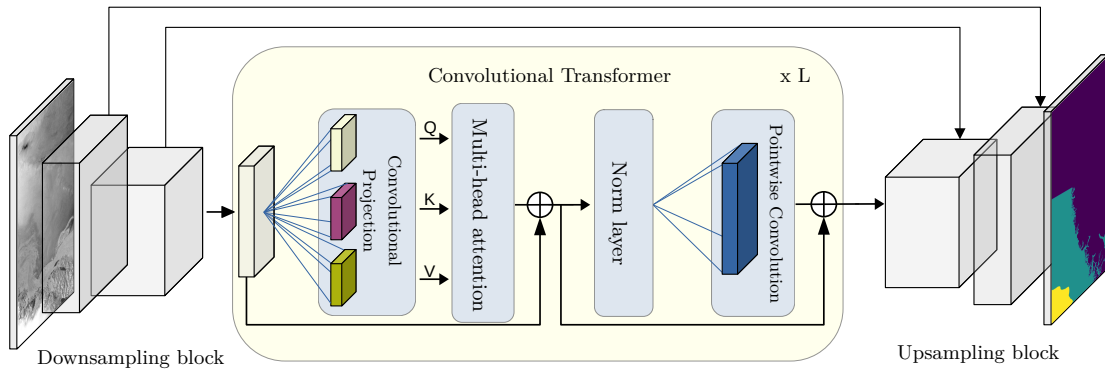 Convolutional Transformer
x L
Convolutional
Projection
Q
K
V
Multi-head attention
Norm layer
Pointwise Convolution
Downsampling block
Upsampling block